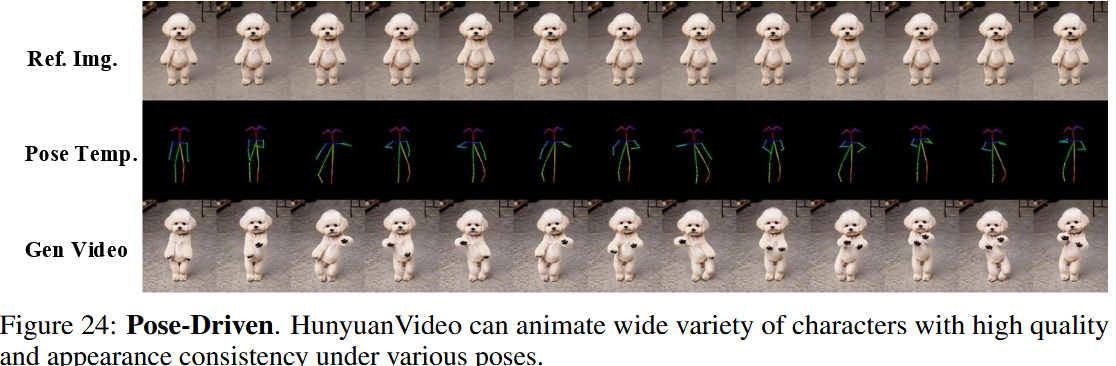 Ref. Img.
Pose Temp.
Gen Video
Figure 24: Pose-Driven. HunyuanVideo can animate wide variety of characters with high quality
and appearance consistency under various poses.